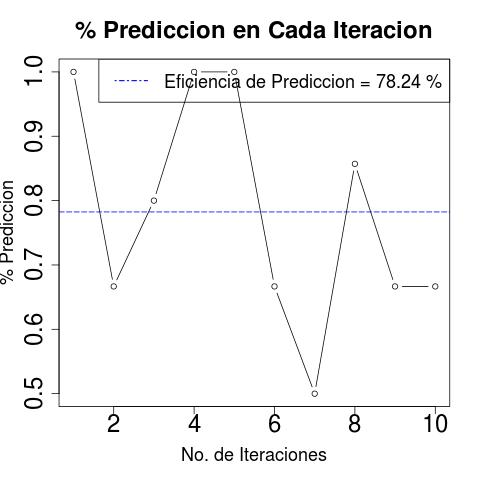 % Prediccion en Cada Iteracion
Eficiencia de Prediccion = 78.24 %
% Prediccion
1.0
0.9
0.8
0.7
0.6
0.5
2 4 6 8 10
No. de Iteraciones